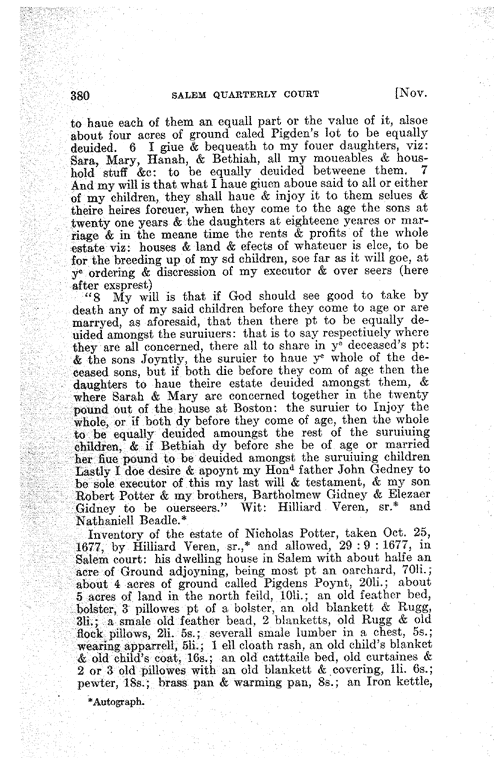 380 SALEM QUARTERLY COURT [Nov.
to haue each of them an equall part or the value of it, alsoe
about four acres of ground caled Pigden's lot to be equally
deuided. 6 I giue & bequeath to my fouer daughters, viz:
Sara, Mary, Hanah, & Bethiah, all my moueables & hous-
hold stuff &c: to be equally deuided betweene them. 7
And my will is that what I haue giuen aboue said to all or either
of my children, they shall haue & injoy it to them selues &
theire heires foreuer, when they come to the age the sons at
twenty one years & the daughters at eighteene yeares or mar-
riage & in the meane time the rents & profits of the whole
estate viz: houses & land & efects of whateuer is elce, to be
for the breeding up of my sd children, soe far as it will goe, at
yᵉ ordering & discression of my executor & over seers (here
after exsprest)
"8 My will is that if God should see good to take by
death any of my said children before they come to age or are
marryed, as aforesaid, that then there pt to be equally de-
uided amongst the suruiuers: that is to say respectiuely where
they are all concerned, there all to share in yᵉ deceased's pt:
& the sons Joyntly, the suruier to haue yᵉ whole of the de-
ceased sons, but if both die before they com of age then the
daughters to haue theire estate deuided amongst them, &
where Sarah & Mary are concerned together in the twenty
pound out of the house at Boston: the suruier to Injoy the
whole, or if both dy before they come of age, then the whole
to be equally deuided amoungst the rest of the suruiuing
children, & if Bethiah dy before she be of age or married
her fiue pound to be deuided amongst the suruiuing children
Lastly I doe desire & apoynt my Honᵈ father John Gedney to
be sole executor of this my last will & testament, & my son
Robert Potter & my brothers, Bartholmew Gidney & Elezaer
Gidney to be ouerseers." Wit: Hilliard Veren, sr.* and
Nathaniell Beadle.*
Inventory of the estate of Nicholas Potter, taken Oct. 25,
1677, by Hilliard Veren, sr.,* and allowed, 29 : 9 : 1677, in
Salem court: his dwelling house in Salem with about halfe an
acre of Ground adjoyning, being most pt an oarchard, 70li.;
about 4 acres of ground called Pigdens Poynt, 20li.; about
5 acres of land in the north feild, 10li.; an old feather bed,
bolster, 3 pillowes pt of a bolster, an old blankett & Rugg,
3li.; a smale old feather bead, 2 blanketts, old Rugg & old
flock pillows, 2li. 5s.; severall smale lumber in a chest, 5s.;
wearing apparrell, 5li.; 1 ell cloath rash, an old child's blanket
& old child's coat, 16s.; an old catttaile bed, old curtaines &
2 or 3 old pillowes with an old blankett & covering, 1li. 6s.;
pewter, 18s.; brass pan & warming pan, 8s.; an Iron kettle,
*Autograph.